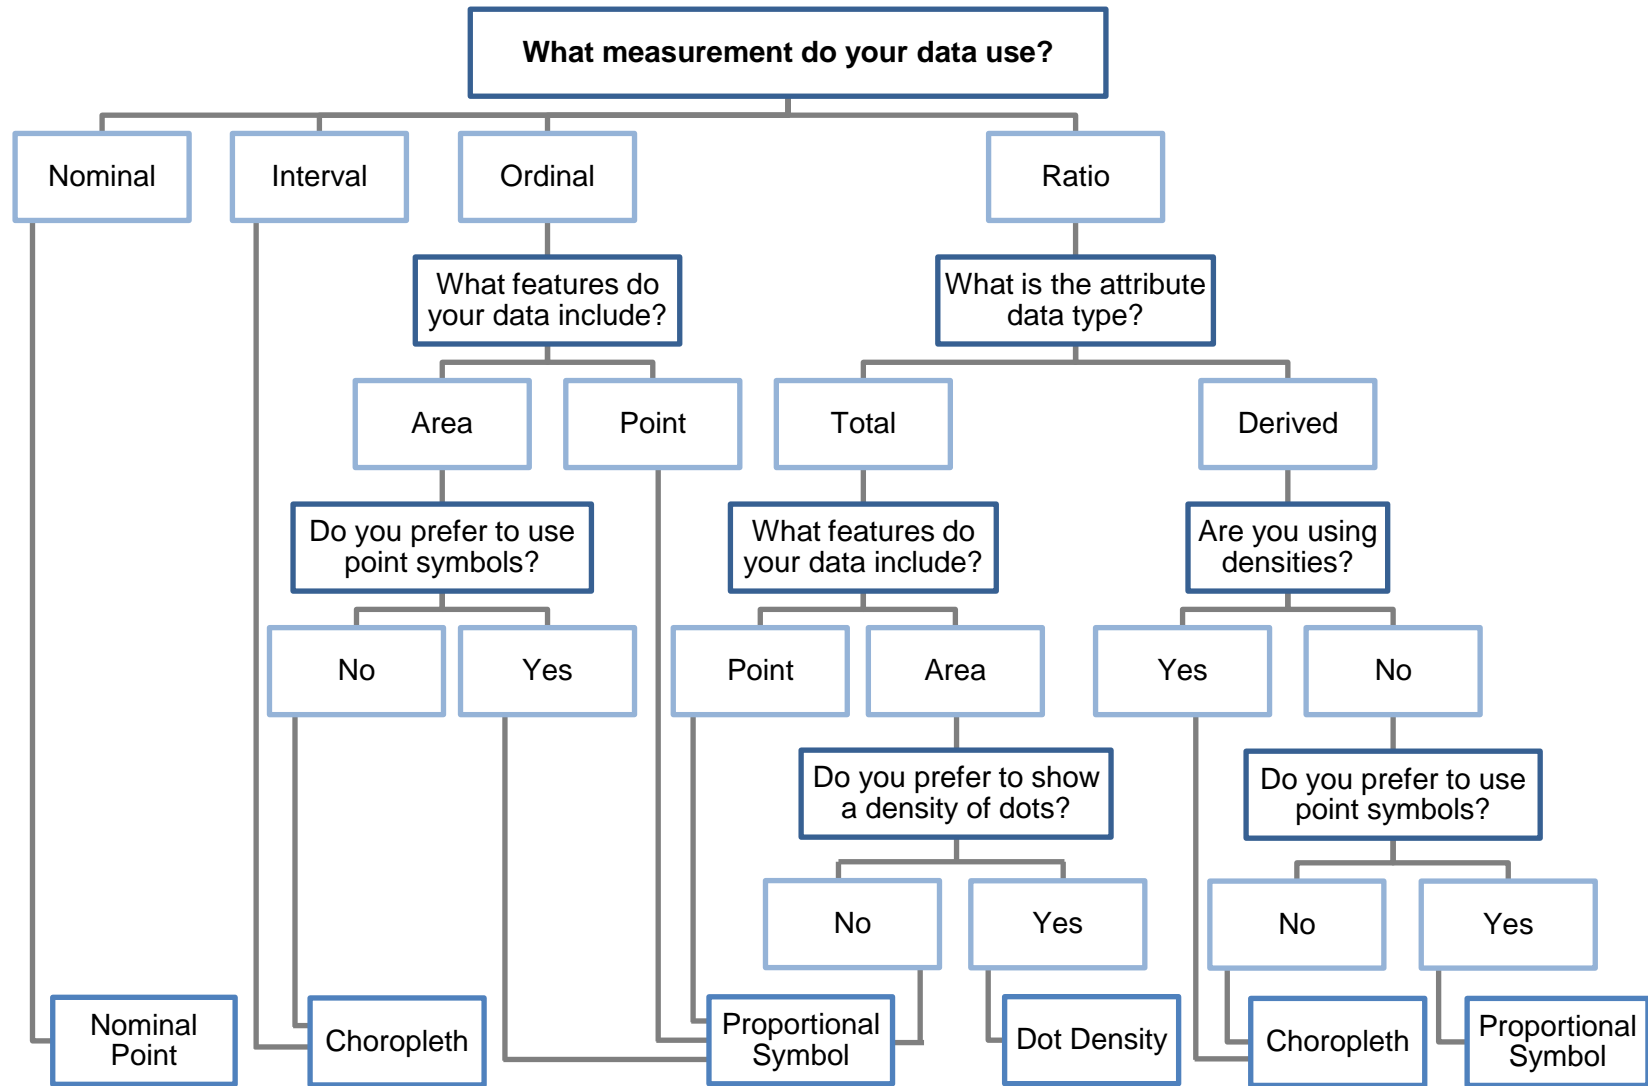 What measurement do your data use?
Nominal
Interval
Ordinal
Ratio
What features do
your data include?
What is the attribute
data type?
Area
Point
Total
Derived
Do you prefer to use
point symbols?
What features do
your data include?
Are you using
densities?
No
Yes
Point
Area
Yes
No
Do you prefer to show
a density of dots?
Do you prefer to use
point symbols?
No
Yes
No
Yes
Nominal
Point
Choropleth
Proportional
Symbol
Dot Density
Choropleth
Proportional
Symbol